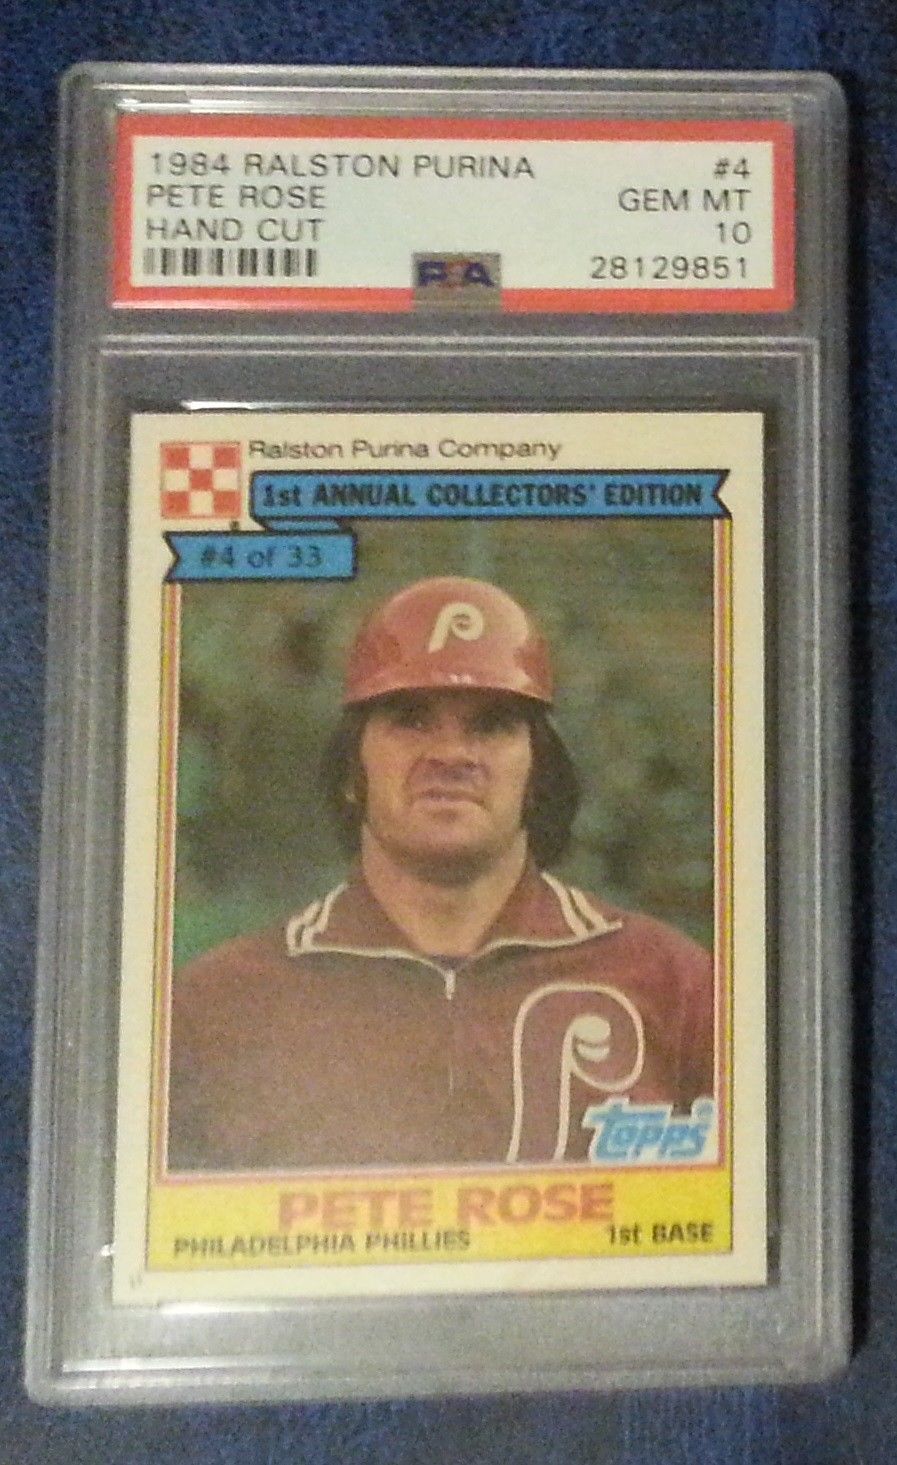 1984 RALSTON PURINA #4
PETE ROSE GEM MT
HAND CUT 10
PSA 28129851
Ralston Purina Company
1st ANNUAL COLLECTORS' EDITION
#4 of 33
P
P
topps®
PETE ROSE
PHILADELPHIA PHILLIES 1st BASE